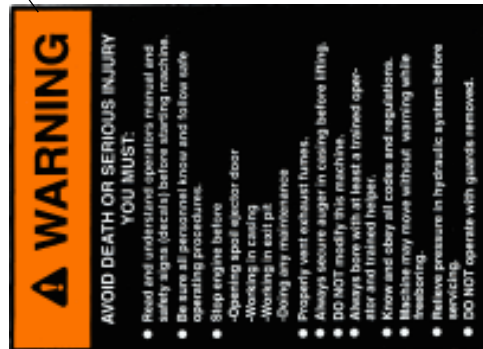 WARNING
AVOID DEATH OR SERIOUS INJURY
YOU MUST:
● Read and understand operators manual and
safety signs (decals) before starting machine.
● Be sure all personnel know and follow safe
operating procedures.
● Stop engine before
-Opening spoil ejector door
-Working in casing
-Working in exit pit
-Doing any maintenance
● Properly vent exhaust fumes.
● Always secure auger in casing before lifting.
● DO NOT modify this machine.
● Always bore with at least a trained oper-
ator and trained helper.
● Know and obey all codes and regulations.
● Machine may move without warning while
freeboring.
● Relieve pressure in hydraulic system before
servicing.
● DO NOT operate with guards removed.